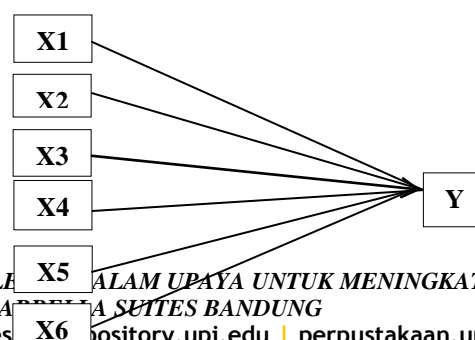 X1
X2
X3
X4
Y
X5
ALAM UPAYA UNTUK MENINGKAT
SUITES BANDUNG
X6
pository.upi.edu | perpustakaan.u